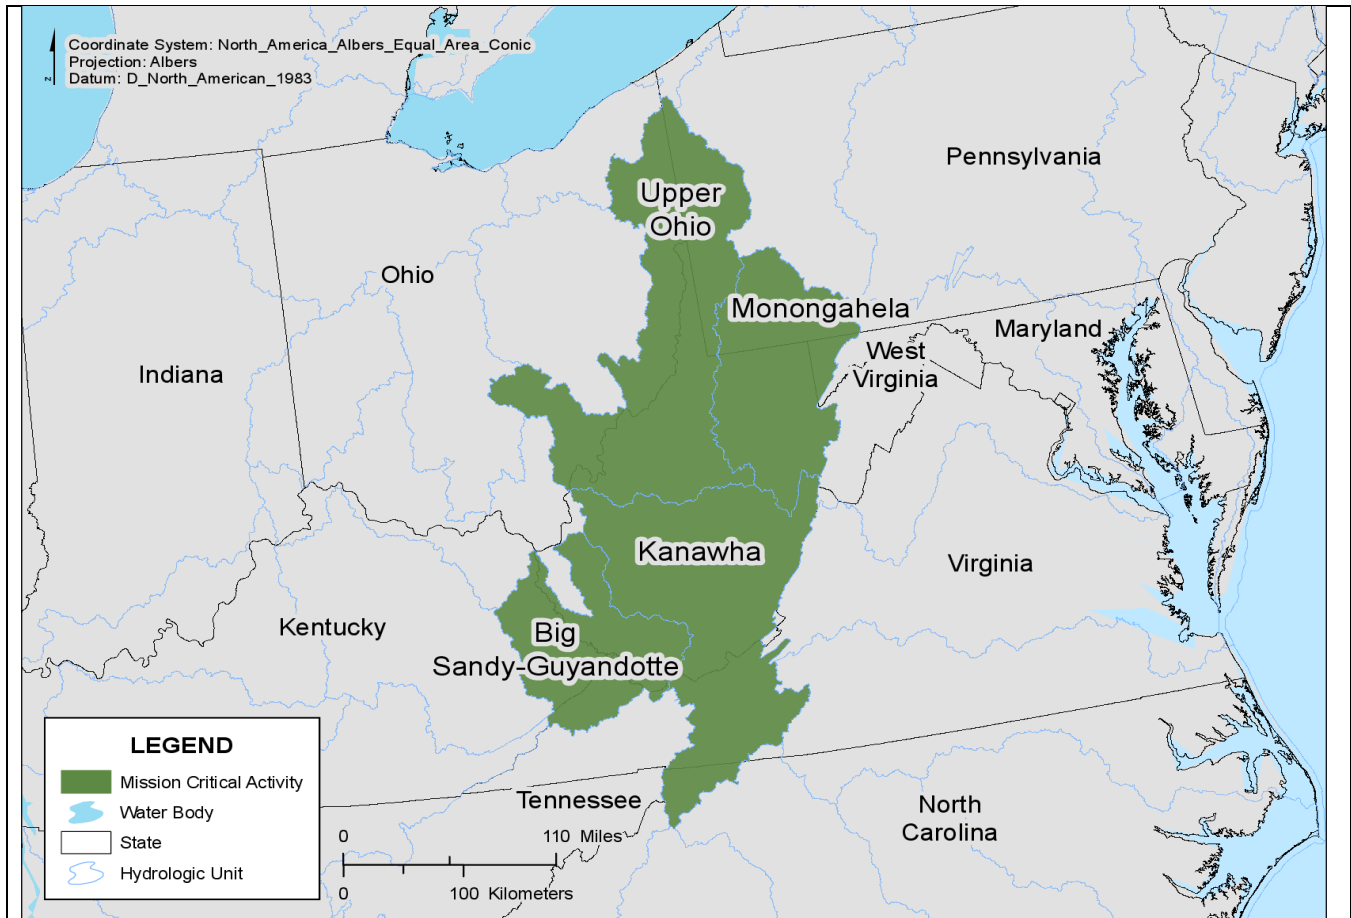 Coordinate System: North_America_Albers_Equal_Area_Conic
Projection: Albers
Datum: D_North_American_1983
N
Pennsylvania
Upper
Ohio
Ohio
Monongahela
Maryland
West
Virginia
Indiana
Kanawha
Virginia
Kentucky
Big
Sandy-Guyandotte
LEGEND
Mission Critical Activity
Water Body
State
Hydrologic Unit
Tennessee
North
Carolina
0 110 Miles
0 100 Kilometers